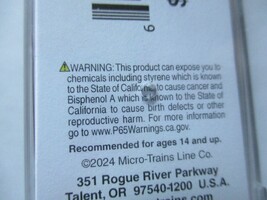 6
⚠WARNING: This product can expose you to
chemicals including styrene which is known
to the State of California to cause cancer and
Bisphenol A which is known to the State of
California to cause birth defects or other
reproductive harm. For more information
go to www.P65Warnings.ca.gov.
Recommended for ages 14 and up.
©2024 Micro-Trains Line Co.
351 Rogue River Parkway
Talent, OR 97540-1200 U.S.A.
trains.com